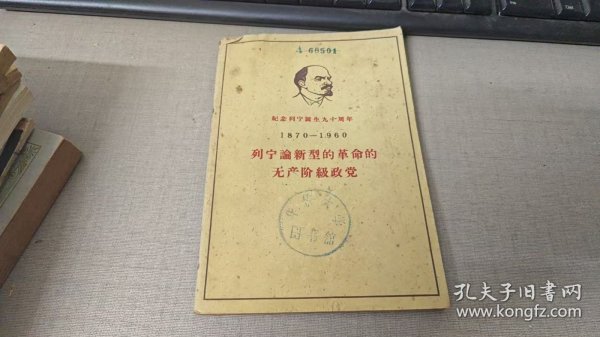 A 60501
紀念列宁誕生九十周年
1870—1960
列宁論新型的革命的
无产阶級政党
孔夫子旧书网
www.kongfz.com